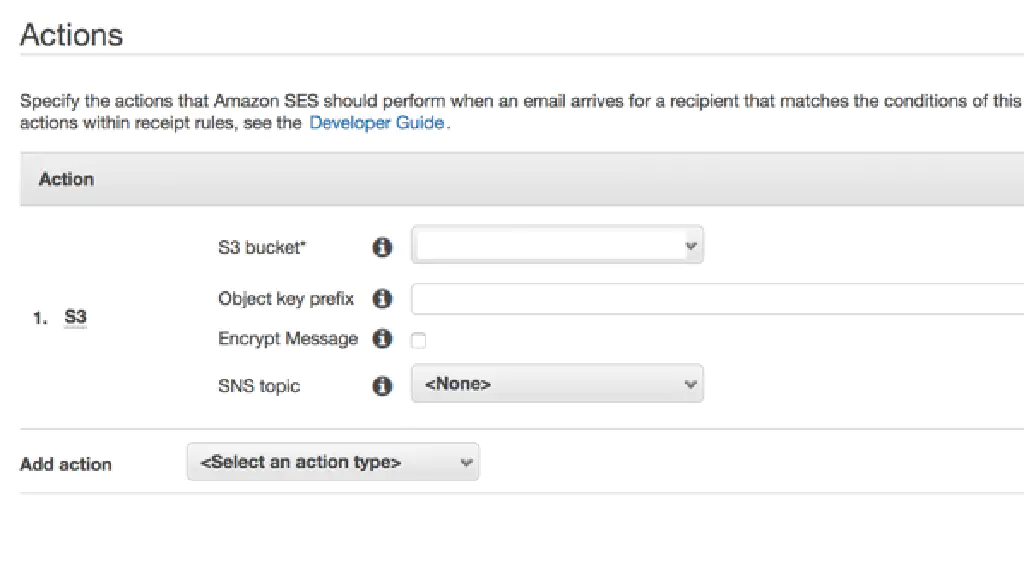 Actions
Specify the actions that Amazon SES should perform when an email arrives for a recipient that matches the conditions of this
actions within receipt rules, see the Developer Guide.
Action
S3 bucket*
Object key prefix
1. S3
Encrypt Message
SNS topic <None>
Add action <Select an action type>